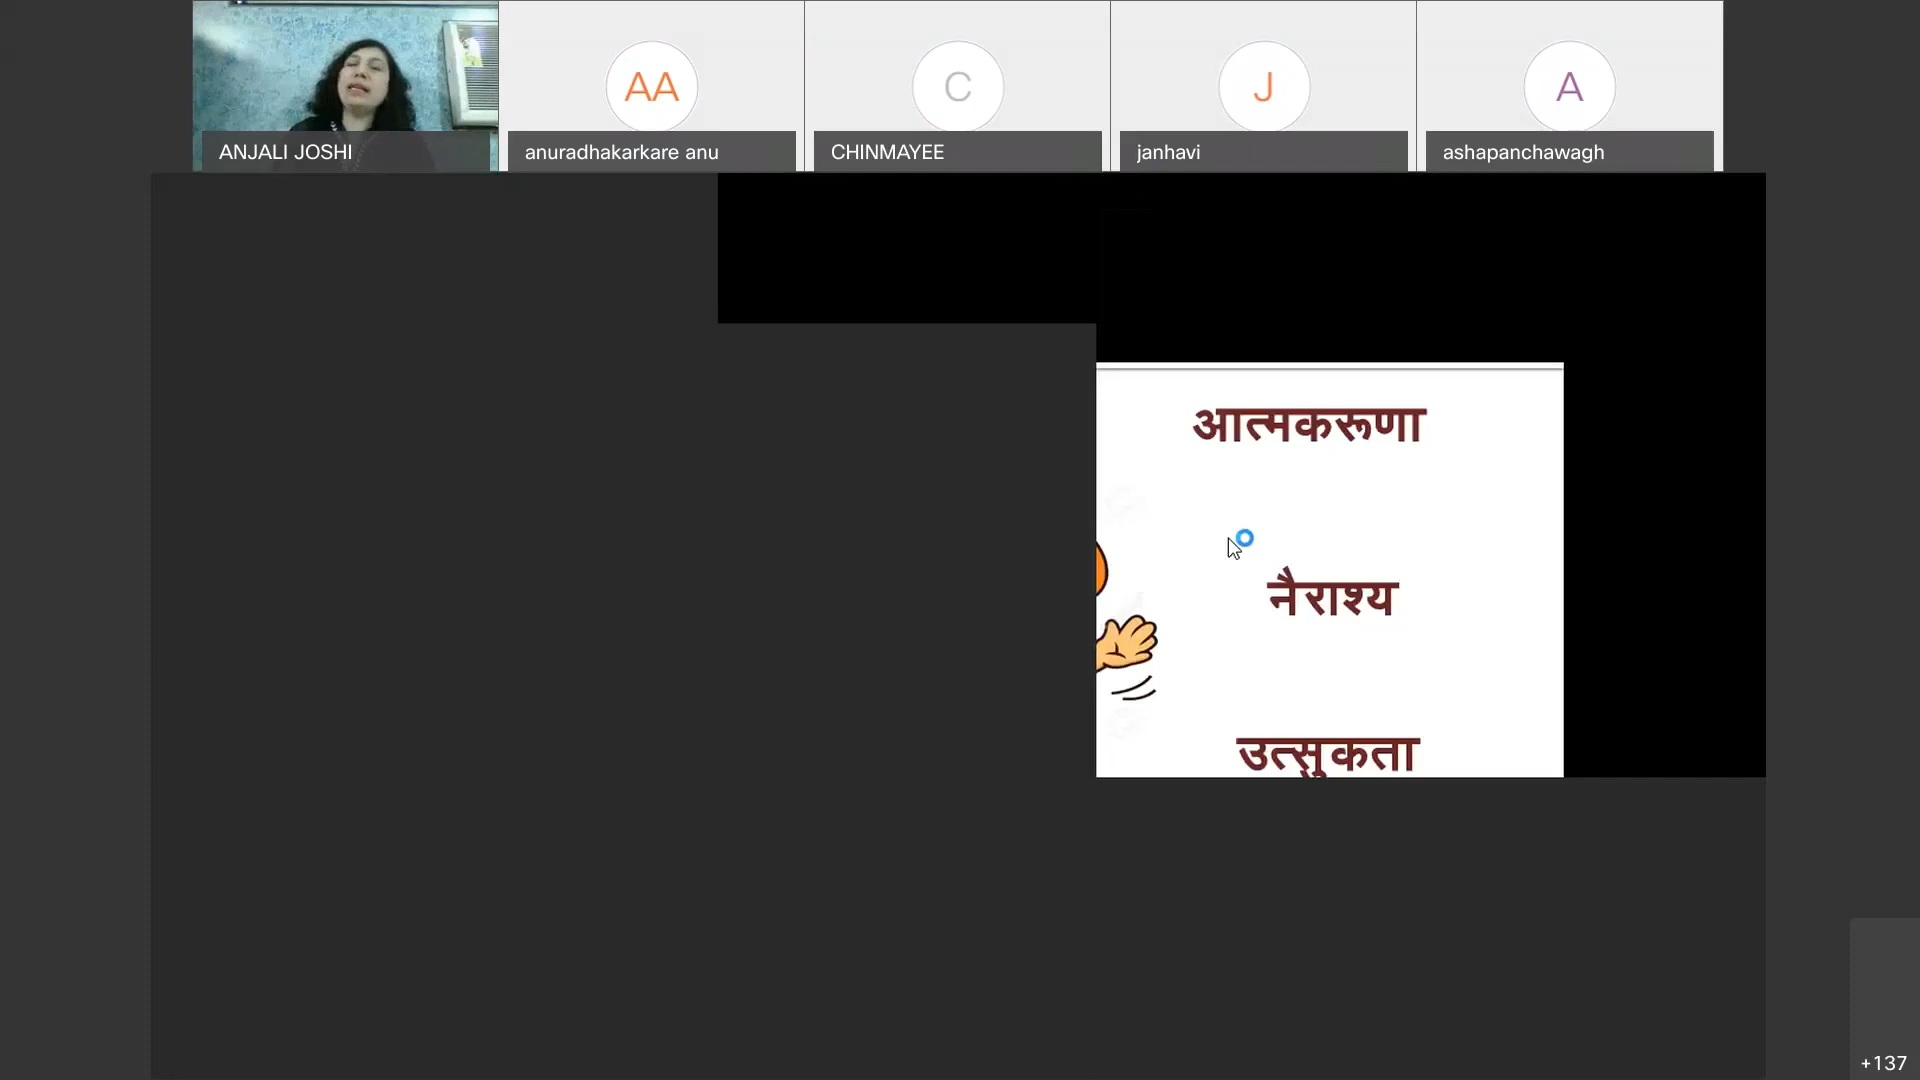 AA
C
J
A
ANJALI JOSHI
anuradhakarkare anu
CHINMAYEE
janhavi
ashapanchawagh
आत्मकरूणा
नैराश्य
उत्सुकता
+137